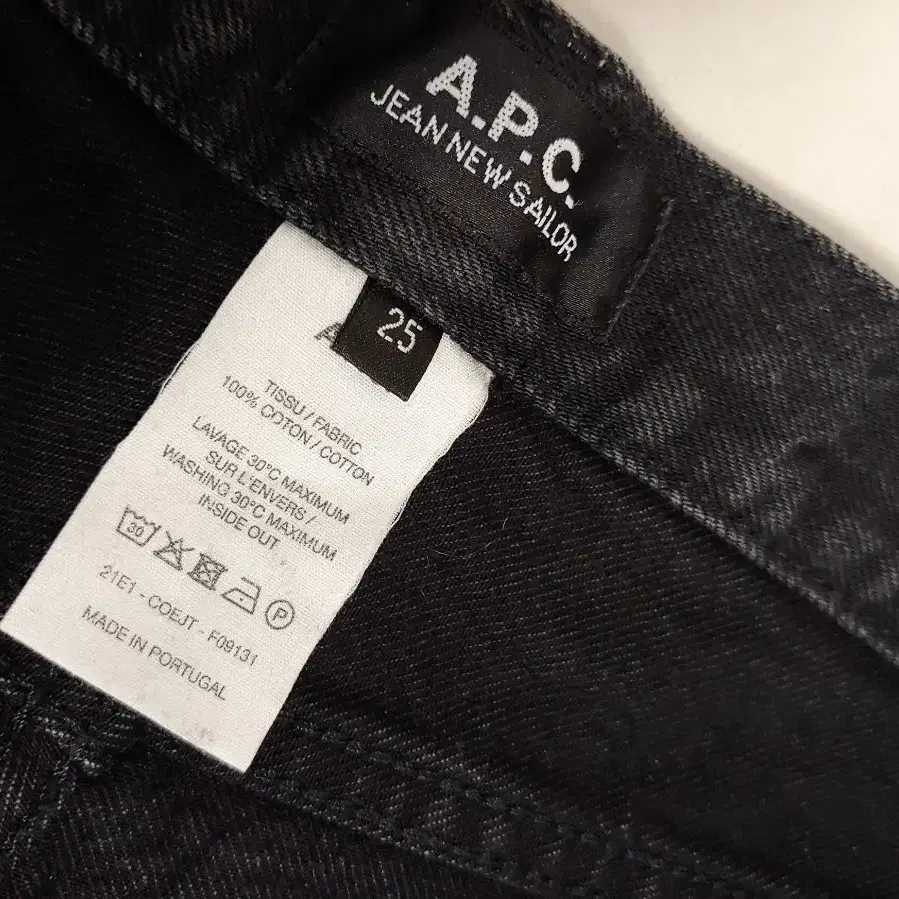 A.P.C.
JEAN NEW SAILOR
25
A
TISSU / FABRIC
100% COTON / COTTON
LAVAGE 30°C MAXIMUM
SUR L'ENVERS /
WASHING 30°C MAXIMUM
INSIDE OUT
30
P
21E1 - COEJT - F09131
MADE IN PORTUGAL